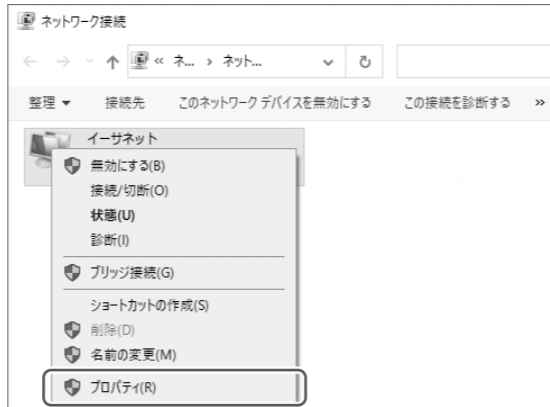 ネットワーク接続
« ネ... › ネット...
整理 ▼ 接続先 このネットワーク デバイスを無効にする この接続を診断する »
イーサネット
無効にする(B)
接続/切断(O)
状態(U)
診断(I)
ブリッジ接続(G)
ショートカットの作成(S)
削除(D)
名前の変更(M)
プロパティ(R)